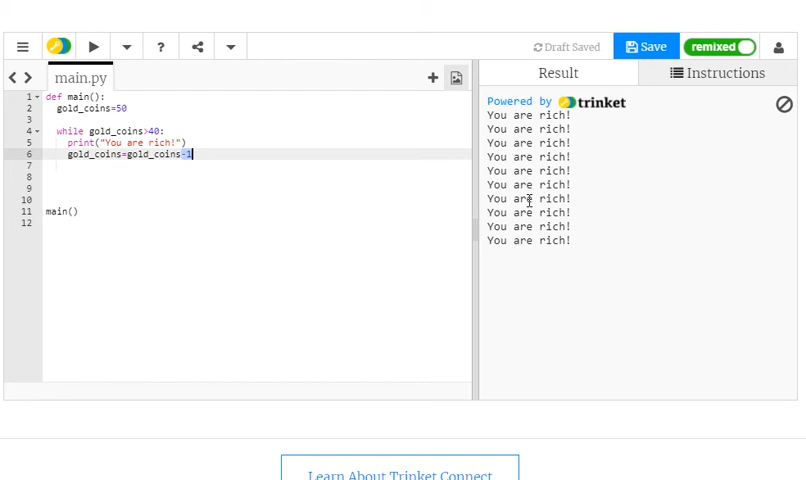 ?
Draft Saved
Save
remixed
main.py
+
Result
Instructions
1 def main():
2 gold_coins=50
3
4 while gold_coins>40:
5 print("You are rich!")
6 gold_coins=gold_coins-1
7
8
9
10
11 main()
12
Powered by trinket
You are rich!
You are rich!
You are rich!
You are rich!
You are rich!
You are rich!
You are rich!
You are rich!
You are rich!
You are rich!
Learn About Trinket Connect